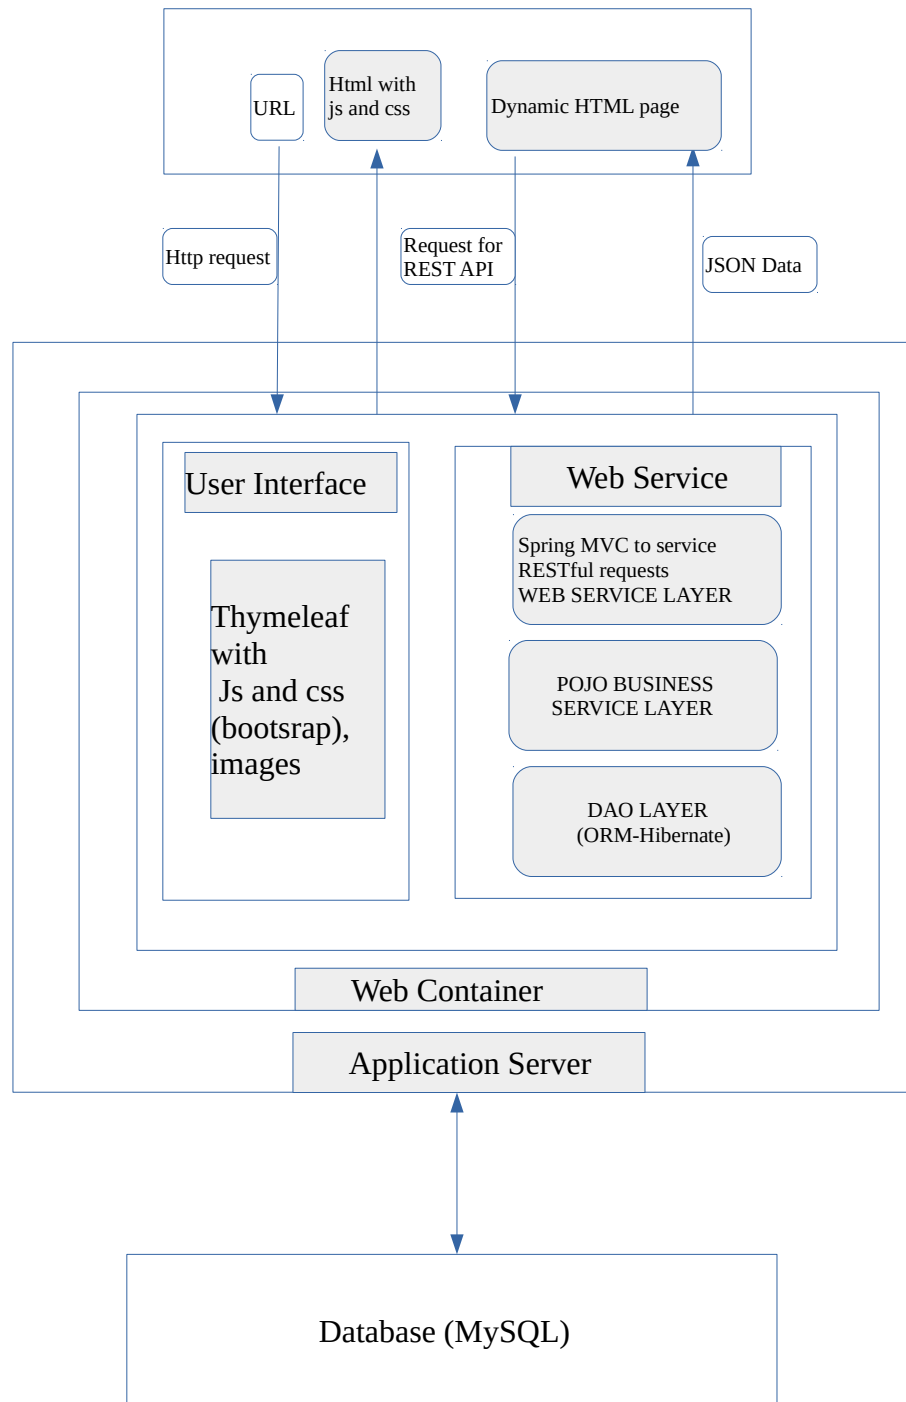 URL
Html with
js and css
Dynamic HTML page
Http request
Request for
REST API
JSON Data
User Interface
Thymeleaf
with
Js and css
(bootsrap),
images
Web Service
Spring MVC to service
RESTful requests
WEB SERVICE LAYER
POJO BUSINESS
SERVICE LAYER
DAO LAYER
(ORM-Hibernate)
Web Container
Application Server
Database (MySQL)